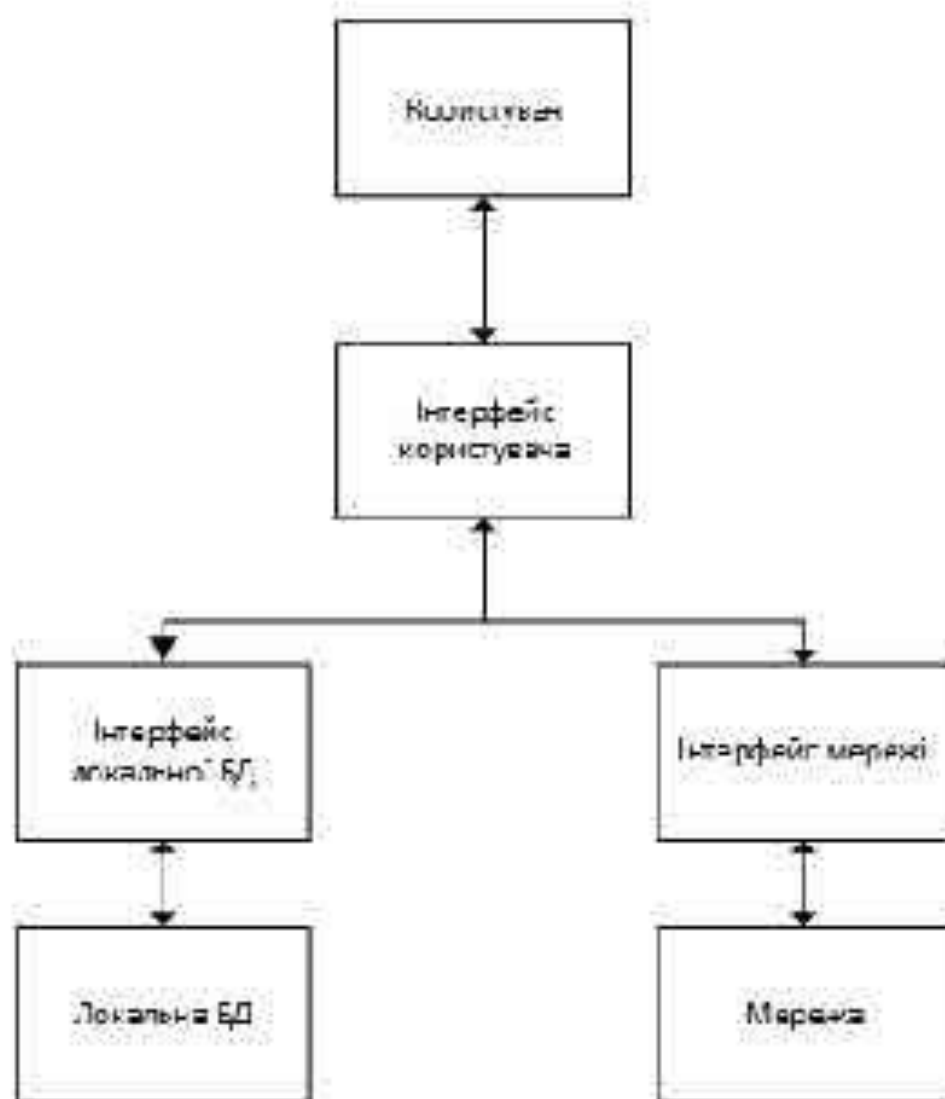 Користувач
Інтерфейс
користувача
Інтерфейс
локальної БД
Інтерфейс мережі
Локальна БД
Мережа